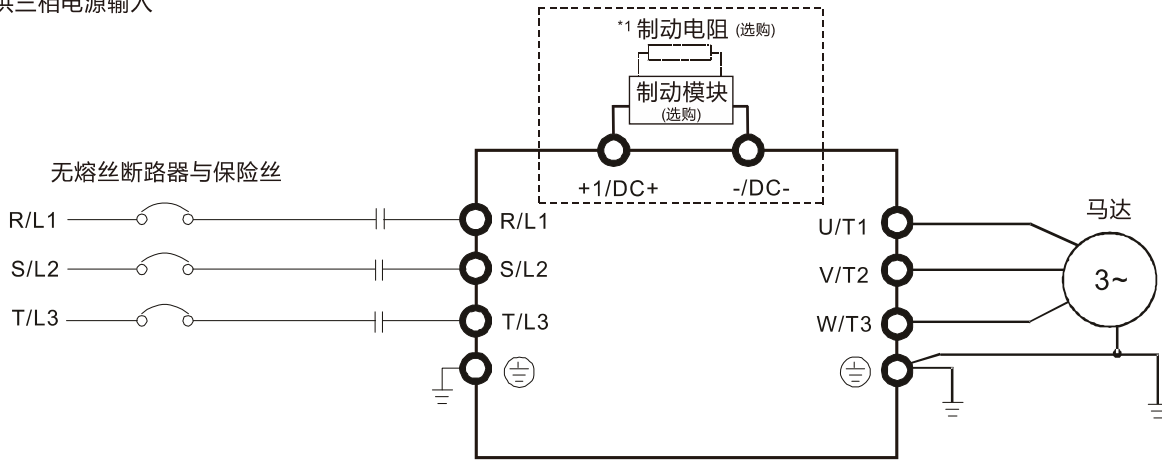 供三相电源输入
*1 制动电阻 (选购)
制动模块
(选购)
+1/DC+ -/DC-
无熔丝断路器与保险丝
马达
R/L1 R/L1 U/T1
S/L2 S/L2 V/T2 3~
T/L3 T/L3 W/T3